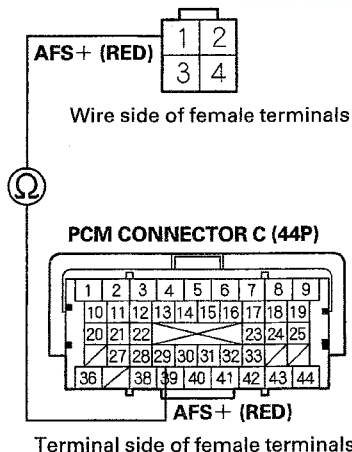 1 2
AFS+ (RED)
3 4
Wire side of female terminals
Ω
PCM CONNECTOR C (44P)
1 2 3 4 5 6 7 8 9
10 11 12 13 14 15 16 17 18 19
20 21 22 23 24 25
27 28 29 30 31 32 33
36 38 39 40 41 42 43 44
AFS+ (RED)
Terminal side of female terminals